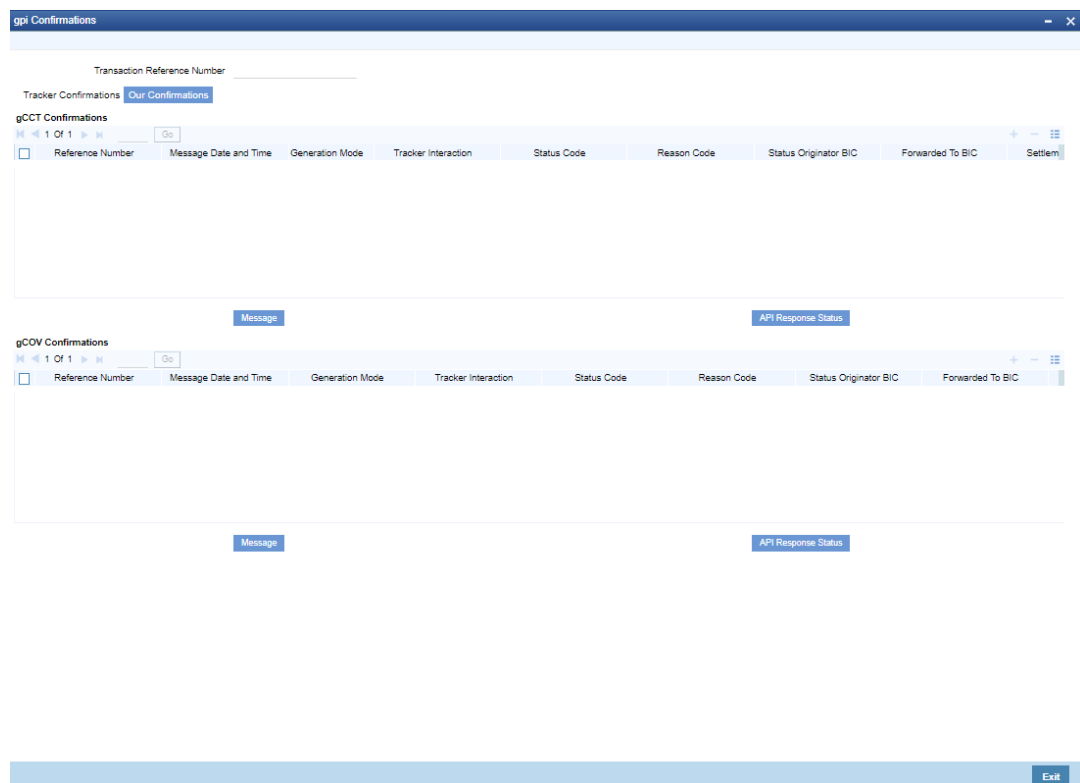 gpi Confirmations
Transaction Reference Number
Tracker Confirmations Our Confirmations
gCCT Confirmations
1 Of 1 Go
Reference Number Message Date and Time Generation Mode Tracker Interaction Status Code Reason Code Status Originator BIC Forwarded To BIC Settlem
Message API Response Status
gCOV Confirmations
1 Of 1 Go
Reference Number Message Date and Time Generation Mode Tracker Interaction Status Code Reason Code Status Originator BIC Forwarded To BIC
Message API Response Status
Exit